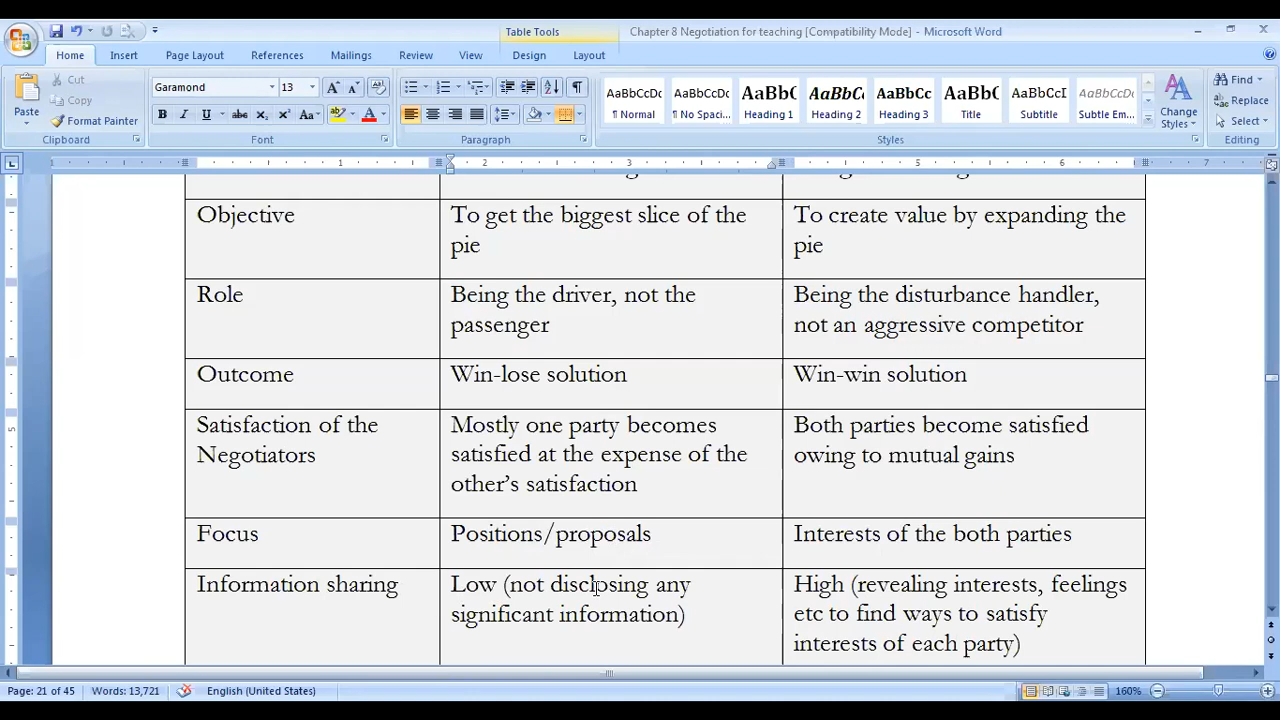 Table Tools
Chapter 8 Negotiation for teaching [Compatibility Mode] - Microsoft Word
Home
Insert
Page Layout
References
Mailings
Review
View
Design
Layout
Paste
Cut
Copy
Format Painter
Clipboard
Garamond
13
Font
Paragraph
AaBbCcDc
¶ Normal
AaBbCcDc
¶ No Spaci...
AaBbC
Heading 1
AaBbC
Heading 2
AaBbCc
Heading 3
AaBbC
Title
AaBbCcI
Subtitle
AaBbCcDc
Subtle Em...
Change
Styles
Styles
Find
Replace
Select
Editing
1 2 3 4 5 6 7
Objective
To get the biggest slice of the
pie
To create value by expanding the
pie
Role
Being the driver, not the
passenger
Being the disturbance handler,
not an aggressive competitor
Outcome
Win-lose solution
Win-win solution
Satisfaction of the
Negotiators
Mostly one party becomes
satisfied at the expense of the
other's satisfaction
Both parties become satisfied
owing to mutual gains
Focus
Positions/proposals
Interests of the both parties
Information sharing
Low (not disclosing any
significant information)
High (revealing interests, feelings
etc to find ways to satisfy
interests of each party)
Page: 21 of 45
Words: 13,721
English (United States)
160%